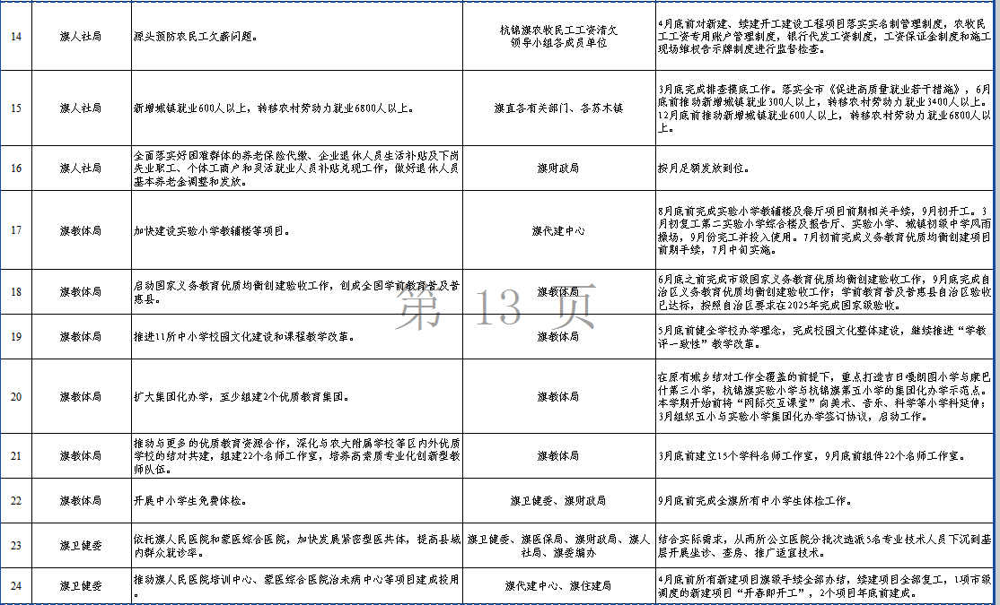 14
旗人社局
源头预防农民工欠薪问题。
杭锦旗农牧民工工资清欠
领导小组各成员单位
4月底前对新建、续建开工建设工程项目落实实名制管理制度，农牧民
工工资专用账户管理制度，银行代发工资制度，工资保证金制度和施工
现场维权告示牌制度进行监督检查。
15
旗人社局
新增城镇就业600人以上，转移农村劳动力就业6800人以上。
旗直各有关部门、各苏木镇
3月底完成排查摸底工作。落实全市《促进高质量就业若干措施》，6月
底前推动新增城镇就业300人以上，转移农村劳动力就业3400人以上。
12月底前推动新增城镇就业600人以上，转移农村劳动力就业6800人以
上。
16
旗人社局
全面落实好困难群体的养老保险代缴、企业退休人员生活补贴及下岗
失业职工、个体工商户和灵活就业人员补贴兑现工作，做好退休人员
基本养老金调整和发放。
旗财政局
按月足额发放到位。
17
旗教体局
加快建设实验小学教辅楼等项目。
旗代建中心
8月底前完成实验小学教辅楼及餐厅项目前期相关手续，9月初开工。3
月初复工第二实验小学综合楼及报告厅、实验小学、城镇初级中学风雨
操场，9月份完工并投入使用。7月初前完成义务教育优质均衡创建项目
前期手续，7月中旬实施。
18
旗教体局
启动国家义务教育优质均衡创建验收工作，创成全国学前教育普及普
惠县。
旗教体局
6月底之前完成市级国家义务教育优质均衡创建验收工作，9月底完成自
治区义务教育优质均衡创建验收工作；学前教育普及普惠县自治区验收
已达标，按照自治区要求在2025年完成国家级验收。
第 13 页
19
旗教体局
推进11所中小学校园文化建设和课程教学改革。
旗教体局
5月底前健全学校办学理念，完成校园文化整体建设，继续推进“学教
评一致性”教学改革。
20
旗教体局
扩大集团化办学，至少组建2个优质教育集团。
旗教体局
在原有城乡结对工作全覆盖的前提下，重点打造吉日嘎朗图小学与康巴
什第三小学，杭锦旗实验小学与杭锦旗第五小学的集团化办学示范点。
本学期开始前将“网际交互课堂”向美术、音乐、科学等小学科延伸；
3月组织五小与实验小学集团化办学签订协议，启动工作。
21
旗教体局
推动与更多的优质教育资源合作，深化与农大附属学校等区内外优质
学校的结对共建，组建22个名师工作室，培养高素质专业化创新型教
师队伍。
旗教体局
3月底前建立15个学科名师工作室，9月底前组件22个名师工作室。
22
旗教体局
开展中小学生免费体检。
旗卫健委、旗财政局
9月底前完成全旗所有中小学生体检工作。
23
旗卫健委
依托旗人民医院和蒙医综合医院，加快发展紧密型医共体，提高县域
内群众就诊率。
旗卫健委、旗医保局、旗财政局、旗人
社局、旗委编办
结合实际需求，从两所公立医院分批次选派5名专业技术人员下沉到基
层开展坐诊、查房、推广适宜技术。
24
旗卫健委
推动旗人民医院培训中心、蒙医综合医院治未病中心等项目建成投用
。
旗代建中心、旗住建局
4月底前所有新建项目旗级手续全部办结，续建项目全部复工，1项市级
调度的新建项目“开春即开工”，2个项目年底前建成。